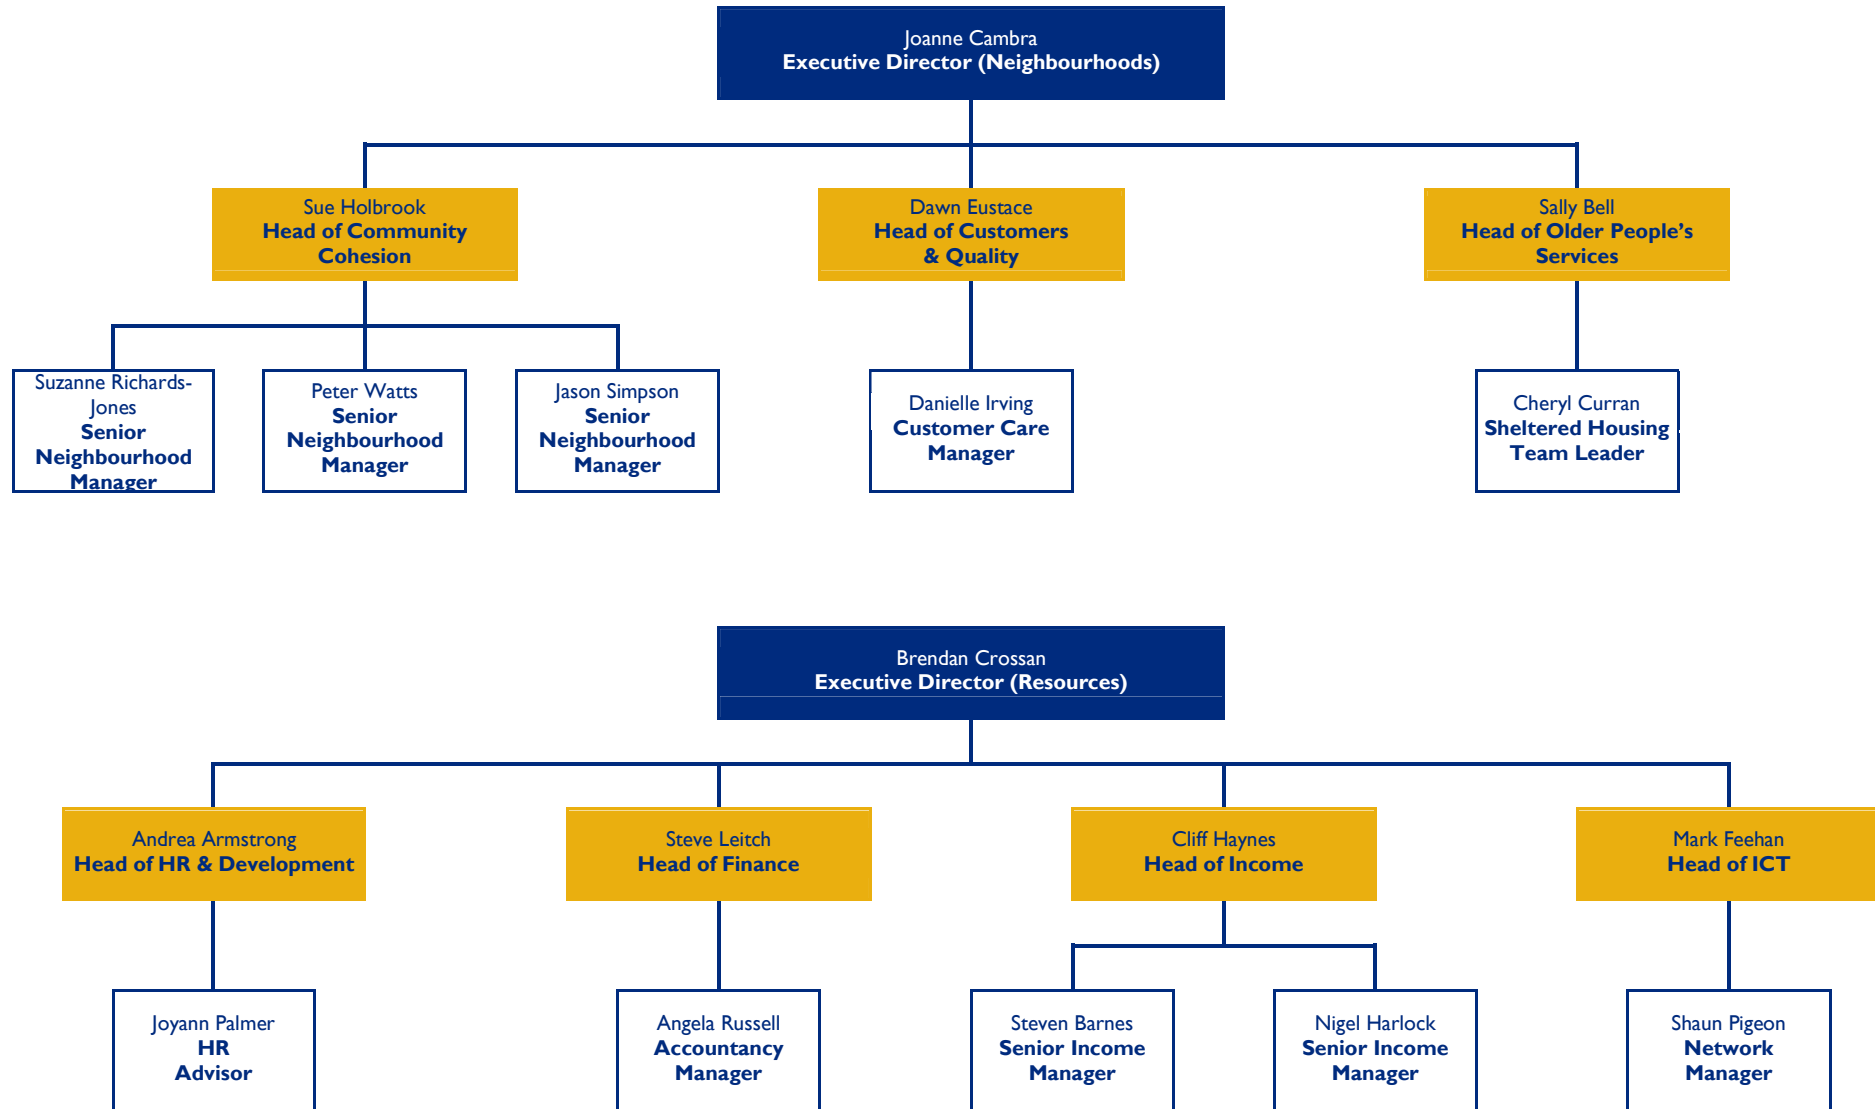 Joanne Cambra
Executive Director (Neighbourhoods)
Sue Holbrook
Head of Community
Cohesion
Dawn Eustace
Head of Customers
& Quality
Sally Bell
Head of Older People’s
Services
Suzanne Richards-
Jones
Senior
Neighbourhood
Manager
Peter Watts
Senior
Neighbourhood
Manager
Jason Simpson
Senior
Neighbourhood
Manager
Danielle Irving
Customer Care
Manager
Cheryl Curran
Sheltered Housing
Team Leader
Brendan Crossan
Executive Director (Resources)
Andrea Armstrong
Head of HR & Development
Steve Leitch
Head of Finance
Cliff Haynes
Head of Income
Mark Feehan
Head of ICT
Joyann Palmer
HR
Advisor
Angela Russell
Accountancy
Manager
Steven Barnes
Senior Income
Manager
Nigel Harlock
Senior Income
Manager
Shaun Pigeon
Network
Manager